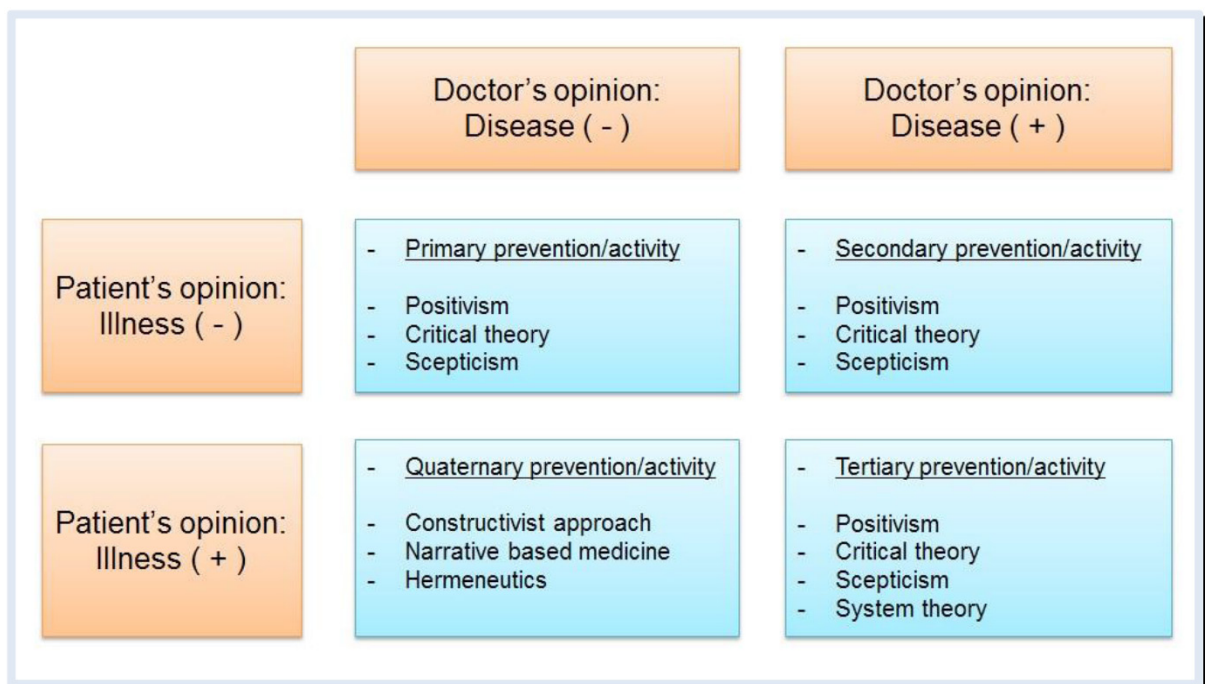 Doctor's opinion:
Disease ( - )
Doctor's opinion:
Disease ( + )
Patient's opinion:
Illness ( - )
- Primary prevention/activity
- Positivism
- Critical theory
- Scepticism
- Secondary prevention/activity
- Positivism
- Critical theory
- Scepticism
Patient's opinion:
Illness ( + )
- Quaternary prevention/activity
- Constructivist approach
- Narrative based medicine
- Hermeneutics
- Tertiary prevention/activity
- Positivism
- Critical theory
- Scepticism
- System theory